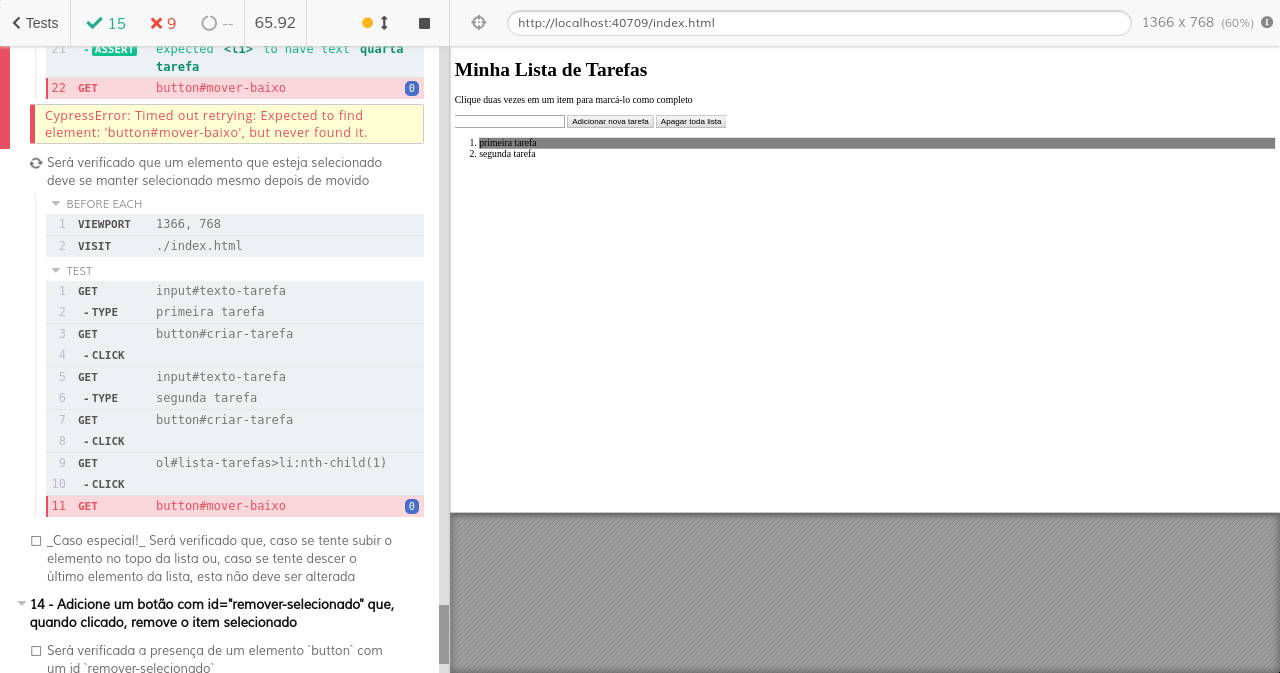 Tests
15
9
--
65.92
http://localhost:40709/index.html
1366 x 768 (60%)
21 -ASSERT expected <li> to have text quarta
tarefa
22 GET button#mover-baixo 0
CypressError: Timed out retrying: Expected to find
element: 'button#mover-baixo', but never found it.
Será verificado que um elemento que esteja selecionado
deve se manter selecionado mesmo depois de movido
BEFORE EACH
1 VIEWPORT 1366, 768
2 VISIT ./index.html
TEST
1 GET input#texto-tarefa
2 -TYPE primeira tarefa
3 GET button#criar-tarefa
4 -CLICK
5 GET input#texto-tarefa
6 -TYPE segunda tarefa
7 GET button#criar-tarefa
8 -CLICK
9 GET ol#lista-tarefas>li:nth-child(1)
10 -CLICK
11 GET button#mover-baixo 0
_Caso especial!_ Será verificado que, caso se tente subir o
elemento no topo da lista ou, caso se tente descer o
último elemento da lista, esta não deve ser alterada
14 - Adicione um botão com id="remover-selecionado" que,
quando clicado, remove o item selecionado
Será verificada a presença de um elemento `button` com
um id `remover-selecionado`
Minha Lista de Tarefas
Clique duas vezes em um item para marcá-lo como completo
Adicionar nova tarefa Apagar toda lista
1. primeira tarefa
2. segunda tarefa